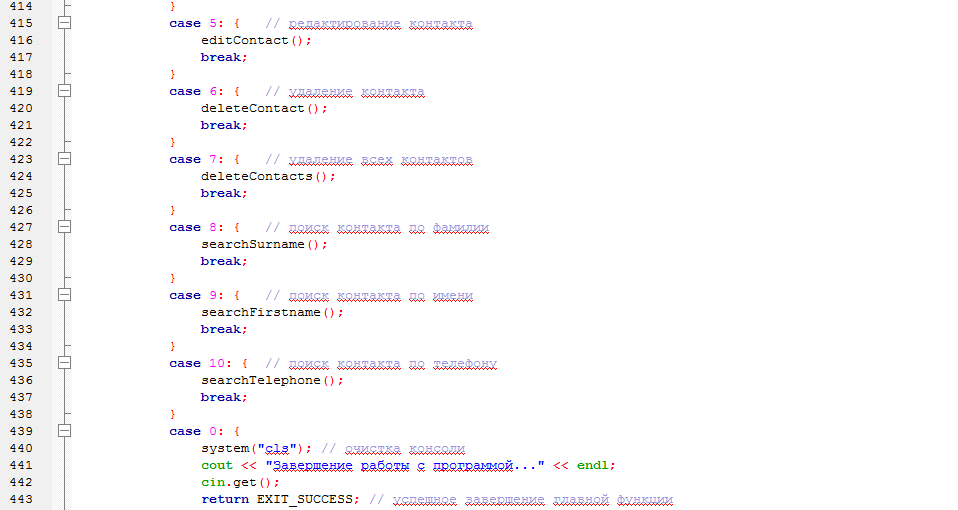 414 }
415 case 5: { // редактирование контакта
416 editContact();
417 break;
418 }
419 case 6: { // удаление контакта
420 deleteContact();
421 break;
422 }
423 case 7: { // удаление всех контактов
424 deleteContacts();
425 break;
426 }
427 case 8: { // поиск контакта по фамилии
428 searchSurname();
429 break;
430 }
431 case 9: { // поиск контакта по имени
432 searchFirstname();
433 break;
434 }
435 case 10: { // поиск контакта по телефону
436 searchTelephone();
437 break;
438 }
439 case 0: {
440 system("cls"); // очистка консоли
441 cout << "Завершение работы с программой..." << endl;
442 cin.get();
443 return EXIT_SUCCESS; // успешное завершение главной функции